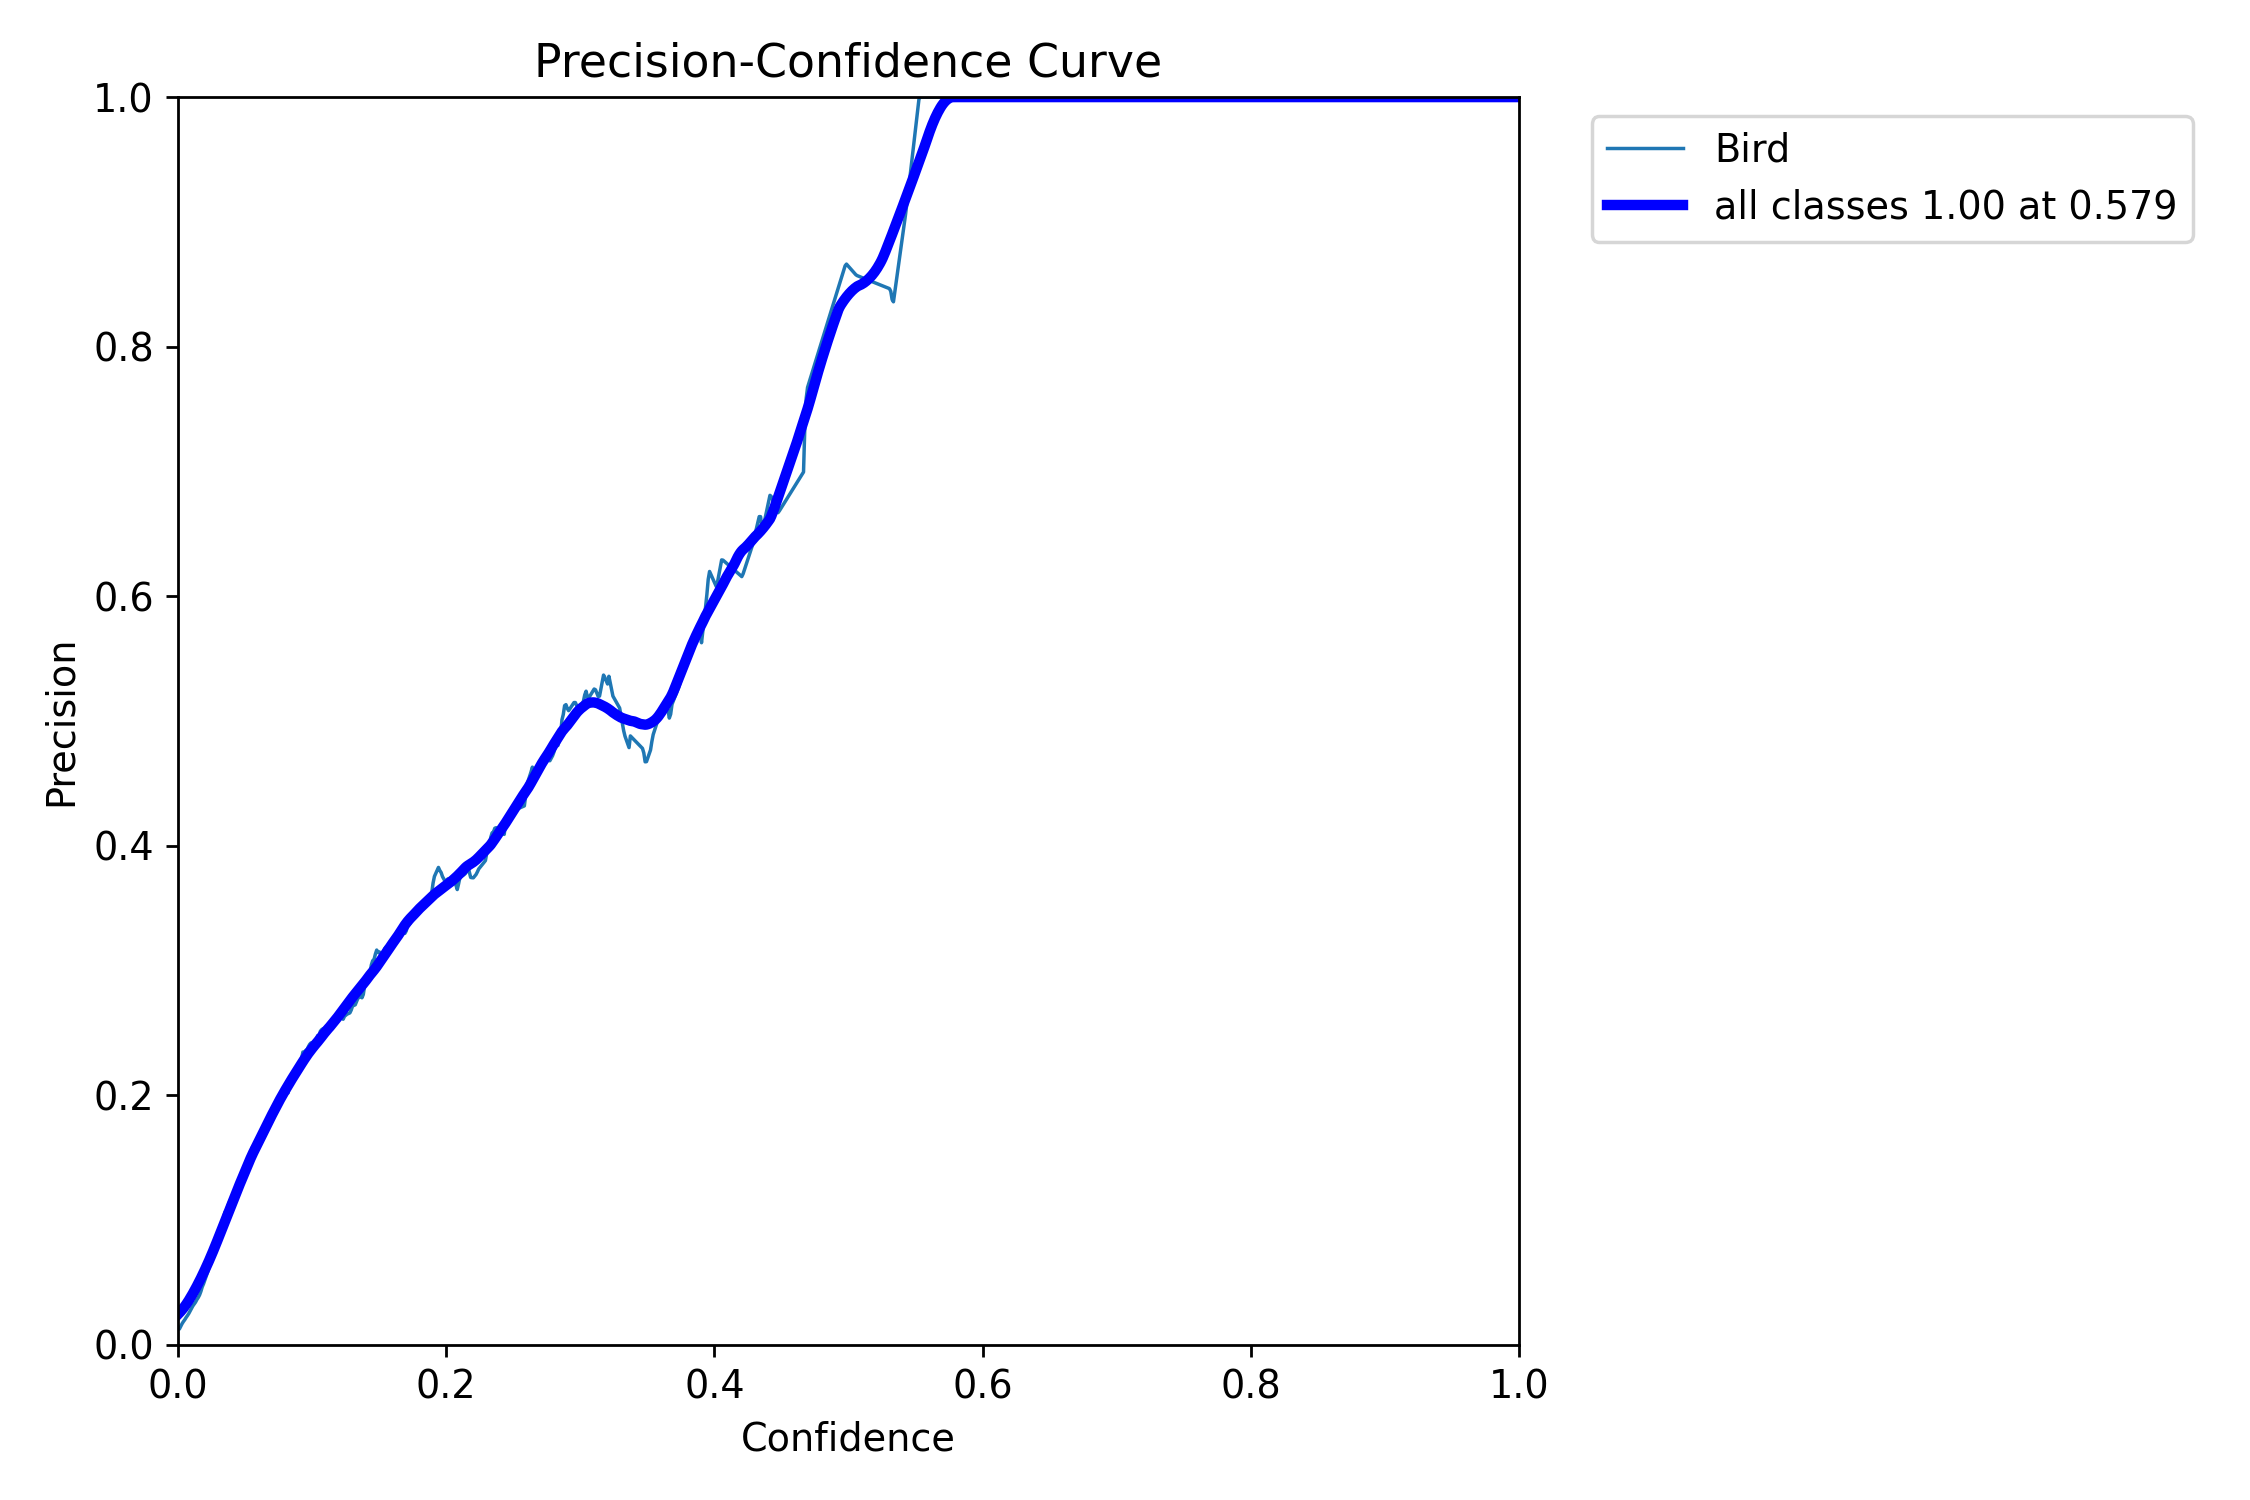 Precision-Confidence Curve
1.0
0.8
0.6
0.4
0.2
0.0
Precision
0.0 0.2 0.4 0.6 0.8 1.0
Confidence
Bird
all classes 1.00 at 0.579